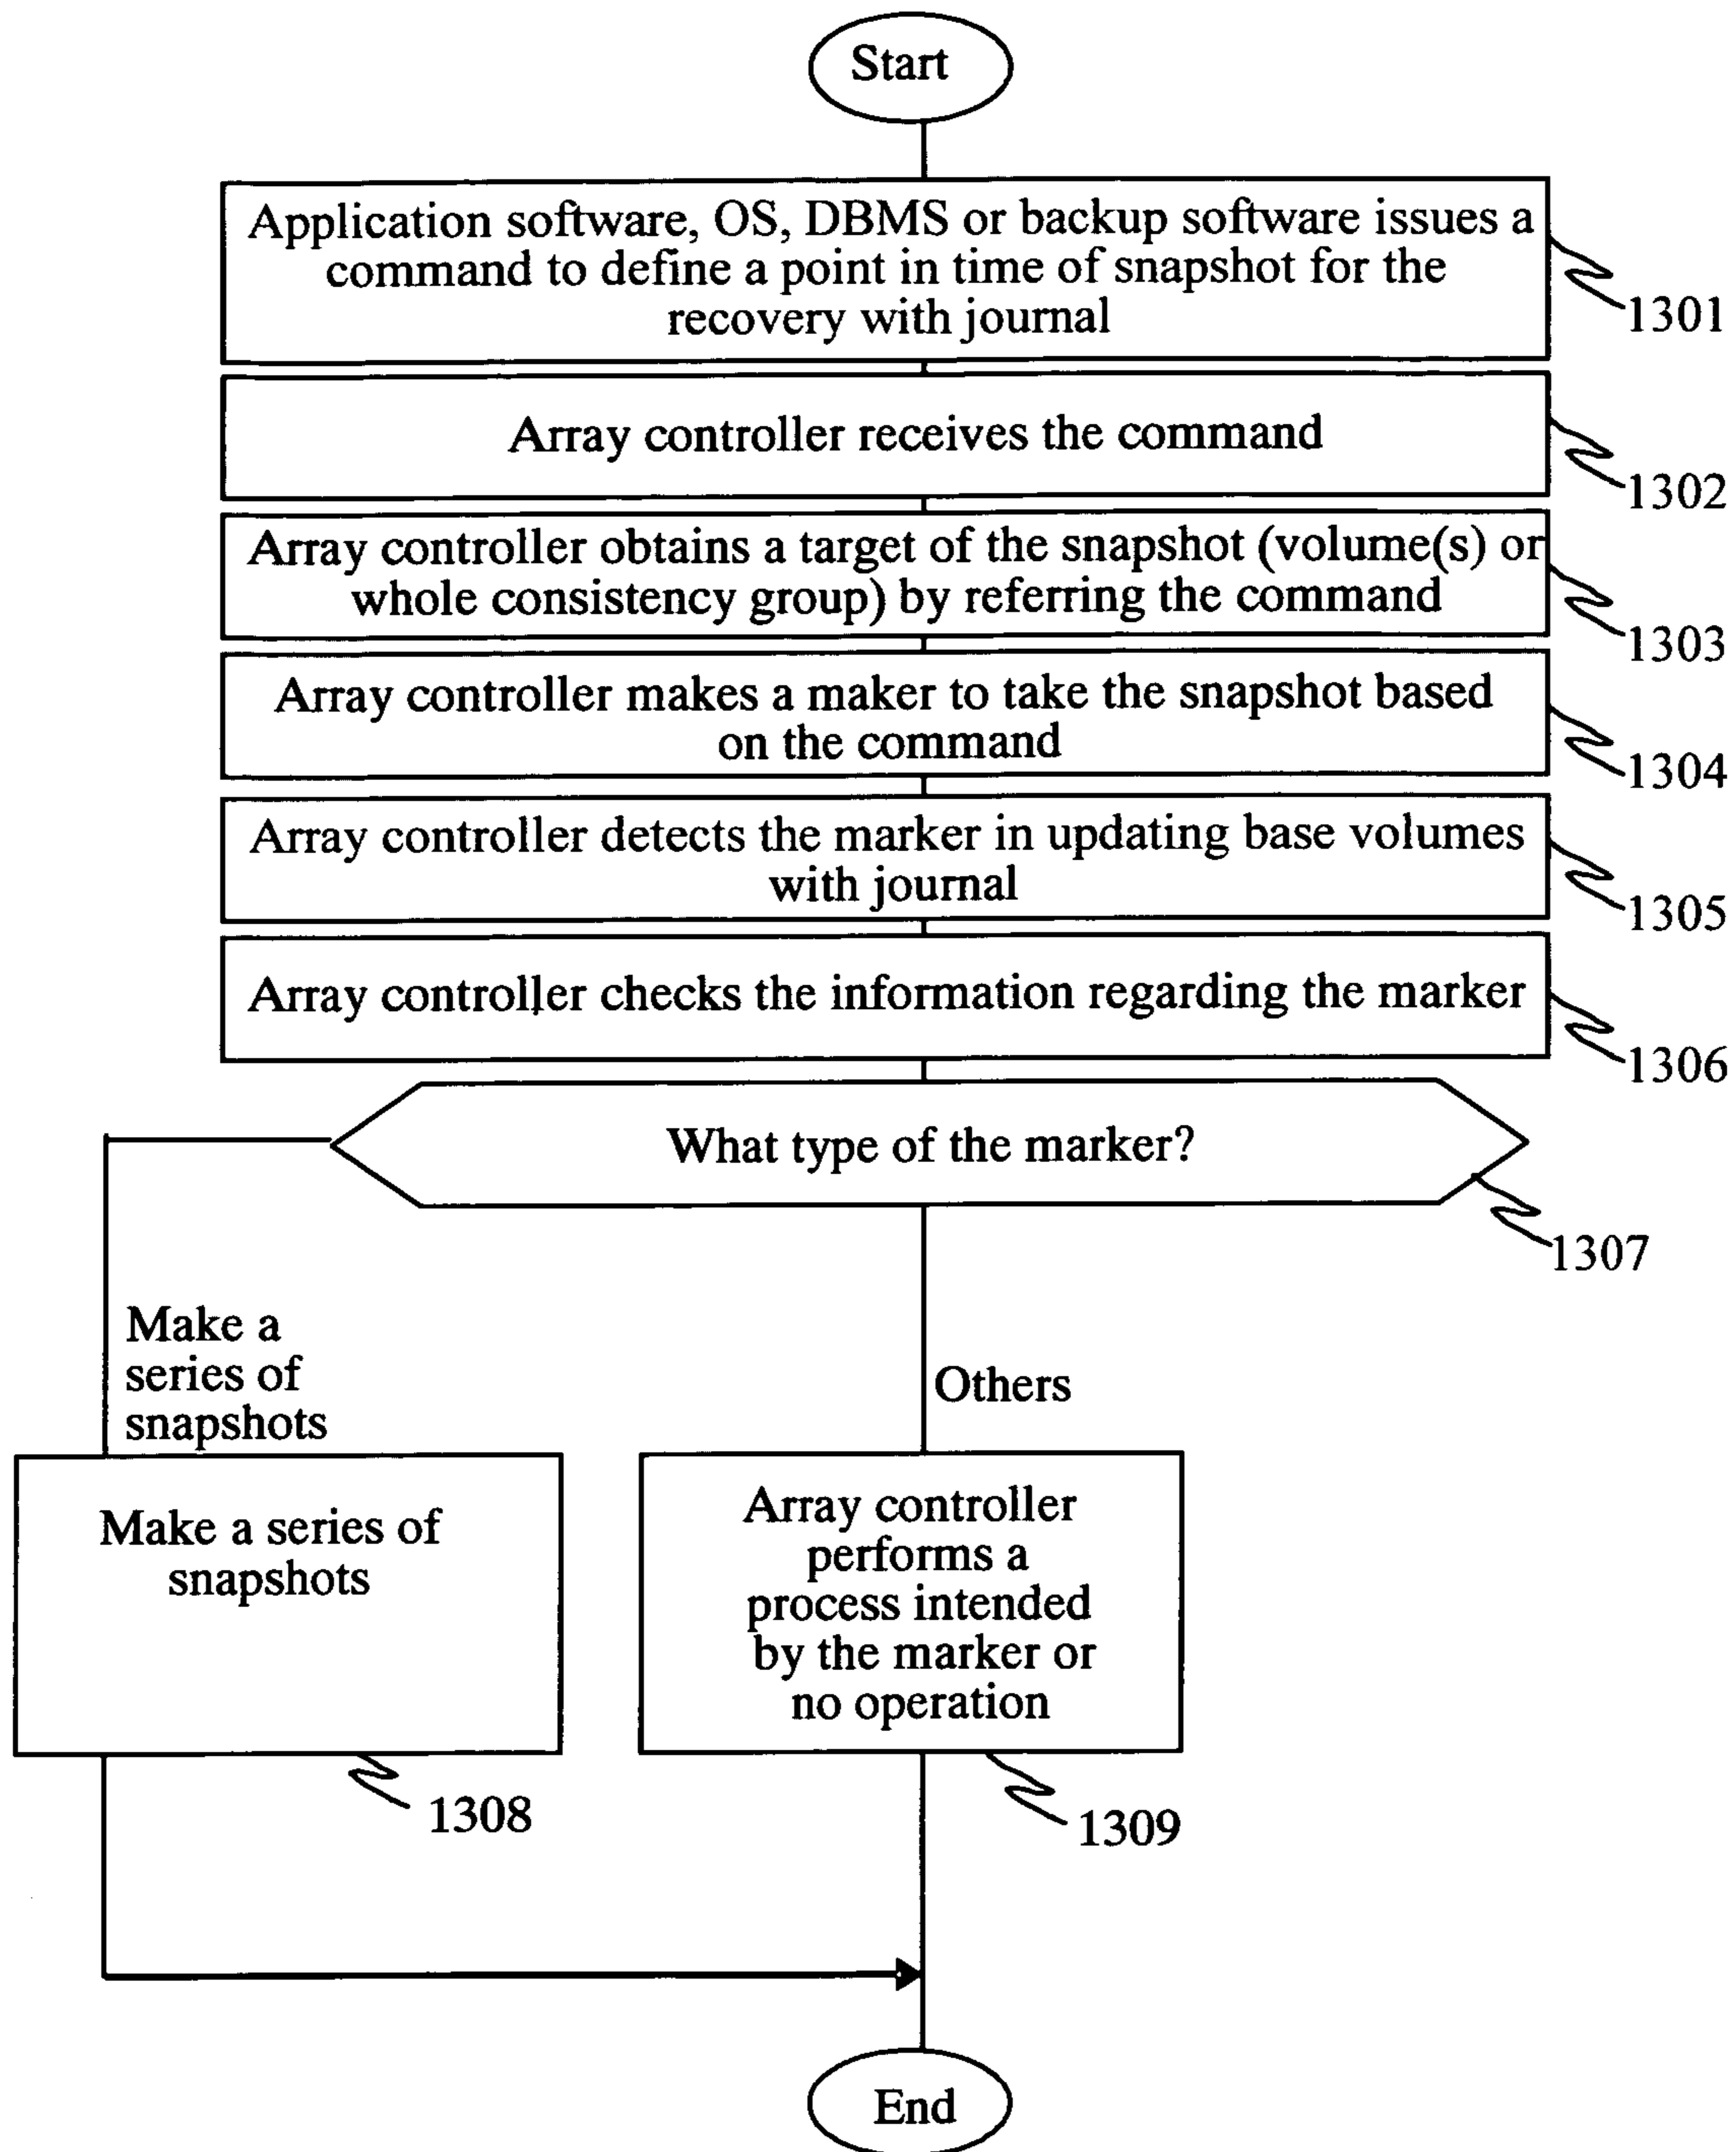 Start
Application software, OS, DBMS or backup software issues a
command to define a point in time of snapshot for the
recovery with journal
1301
Array controller receives the command
1302
Array controller obtains a target of the snapshot (volume(s) or
whole consistency group) by referring the command
1303
Array controller makes a maker to take the snapshot based
on the command
1304
Array controller detects the marker in updating base volumes
with journal
1305
Array controller checks the information regarding the marker
1306
What type of the marker?
1307
Make a
series of
snapshots
Others
Make a series of
snapshots
1308
Array controller
performs a
process intended
by the marker or
no operation
1309
End